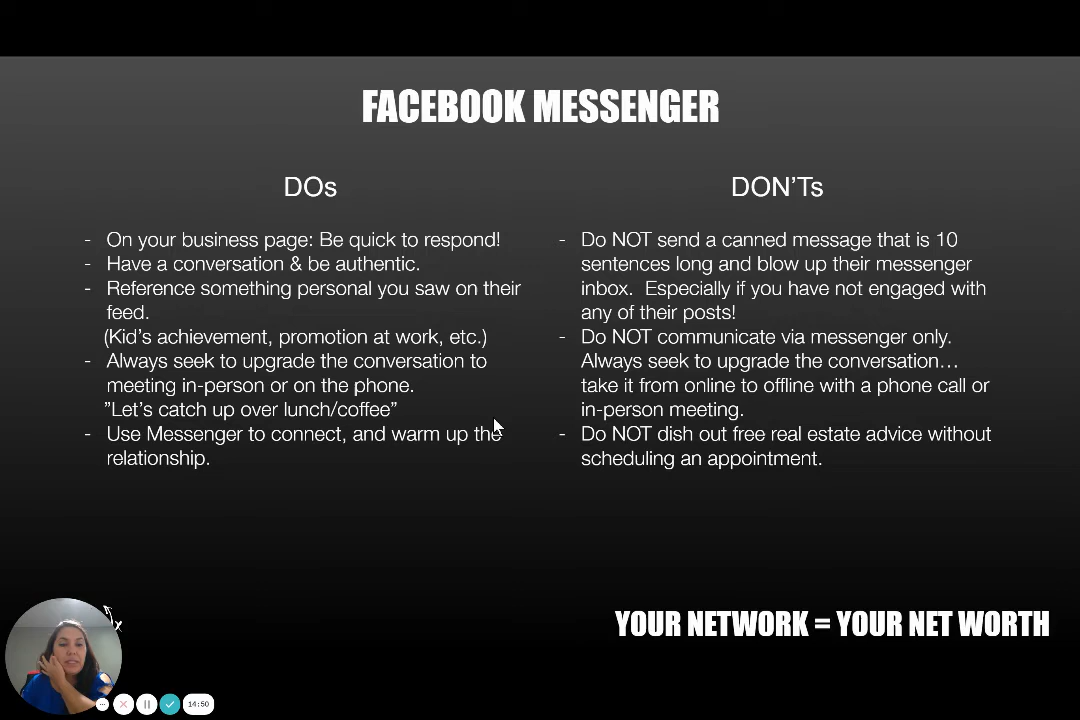 FACEBOOK MESSENGER
DOs
- On your business page: Be quick to respond!
- Have a conversation & be authentic.
- Reference something personal you saw on their
feed.
(Kid’s achievement, promotion at work, etc.)
- Always seek to upgrade the conversation to
meeting in-person or on the phone.
”Let’s catch up over lunch/coffee”
- Use Messenger to connect, and warm up the
relationship.
DON’Ts
- Do NOT send a canned message that is 10
sentences long and blow up their messenger
inbox.  Especially if you have not engaged with
any of their posts!
- Do NOT communicate via messenger only.
Always seek to upgrade the conversation…
take it from online to offline with a phone call or
in-person meeting.
- Do NOT dish out free real estate advice without
scheduling an appointment.
YOUR NETWORK = YOUR NET WORTH
14:50